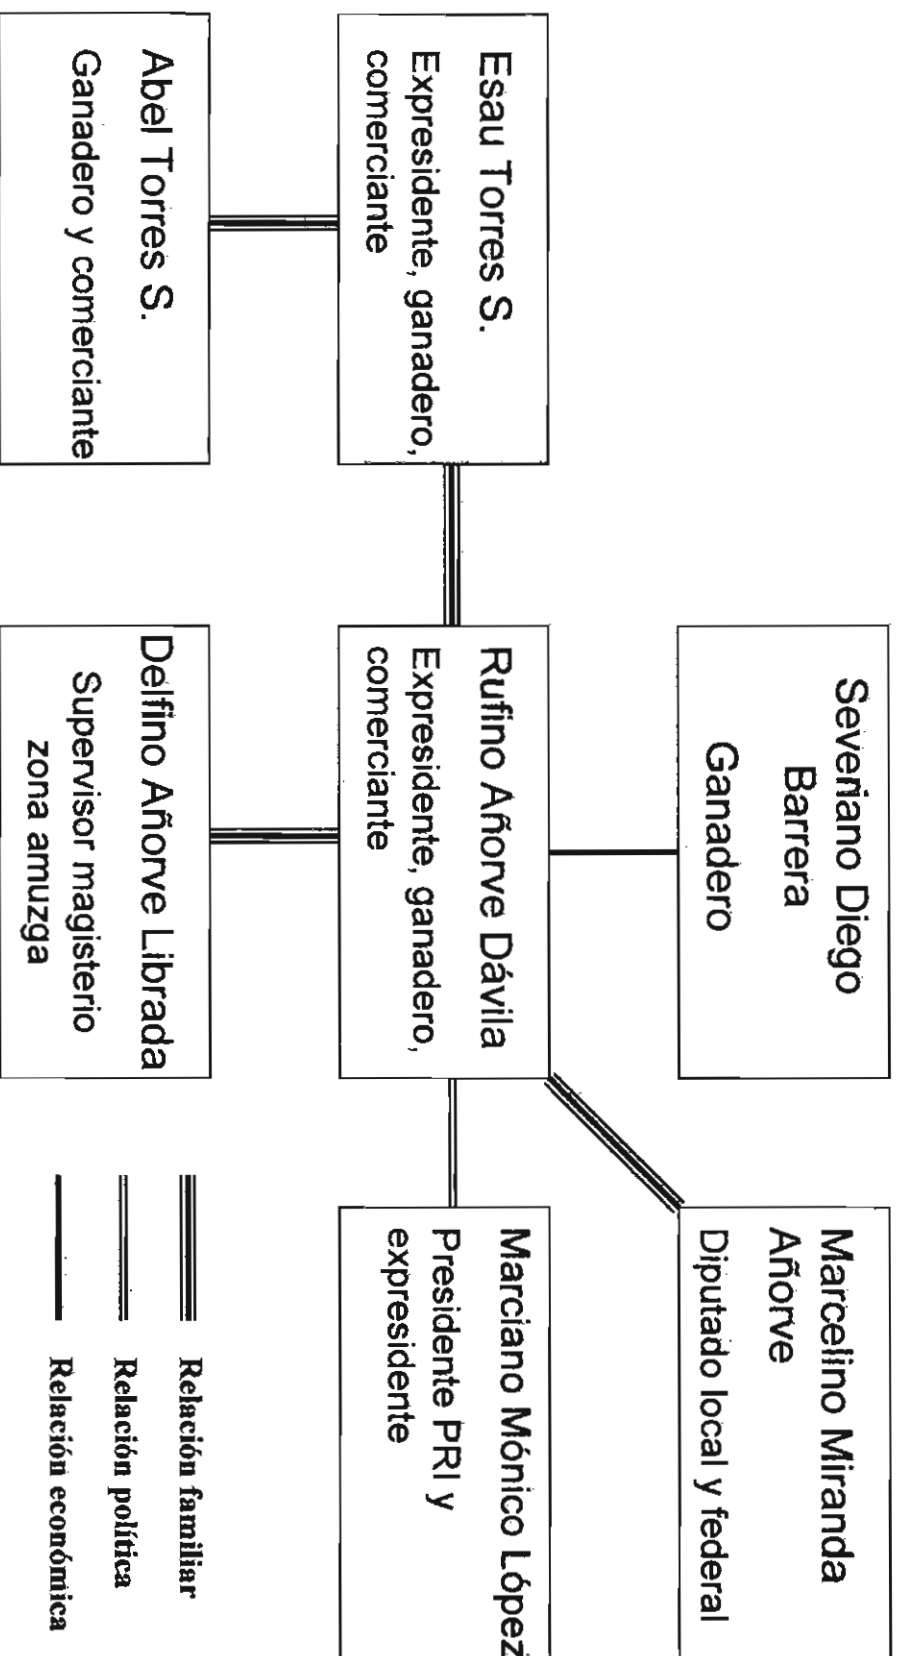 Severiano Diego
Barrera
Ganadero
Marcelino Miranda
Añorve
Diputado local y federal
Esau Torres S.
Expresidente, ganadero,
comerciante
Rufino Añorve Dávila
Expresidente, ganadero,
comerciante
Marciano Mónico López
Presidente PRI y
expresidente
Abel Torres S.
Ganadero y comerciante
Delfino Añorve Librada
Supervisor magisterio
zona amuzga
Relación familiar
Relación política
Relación económica